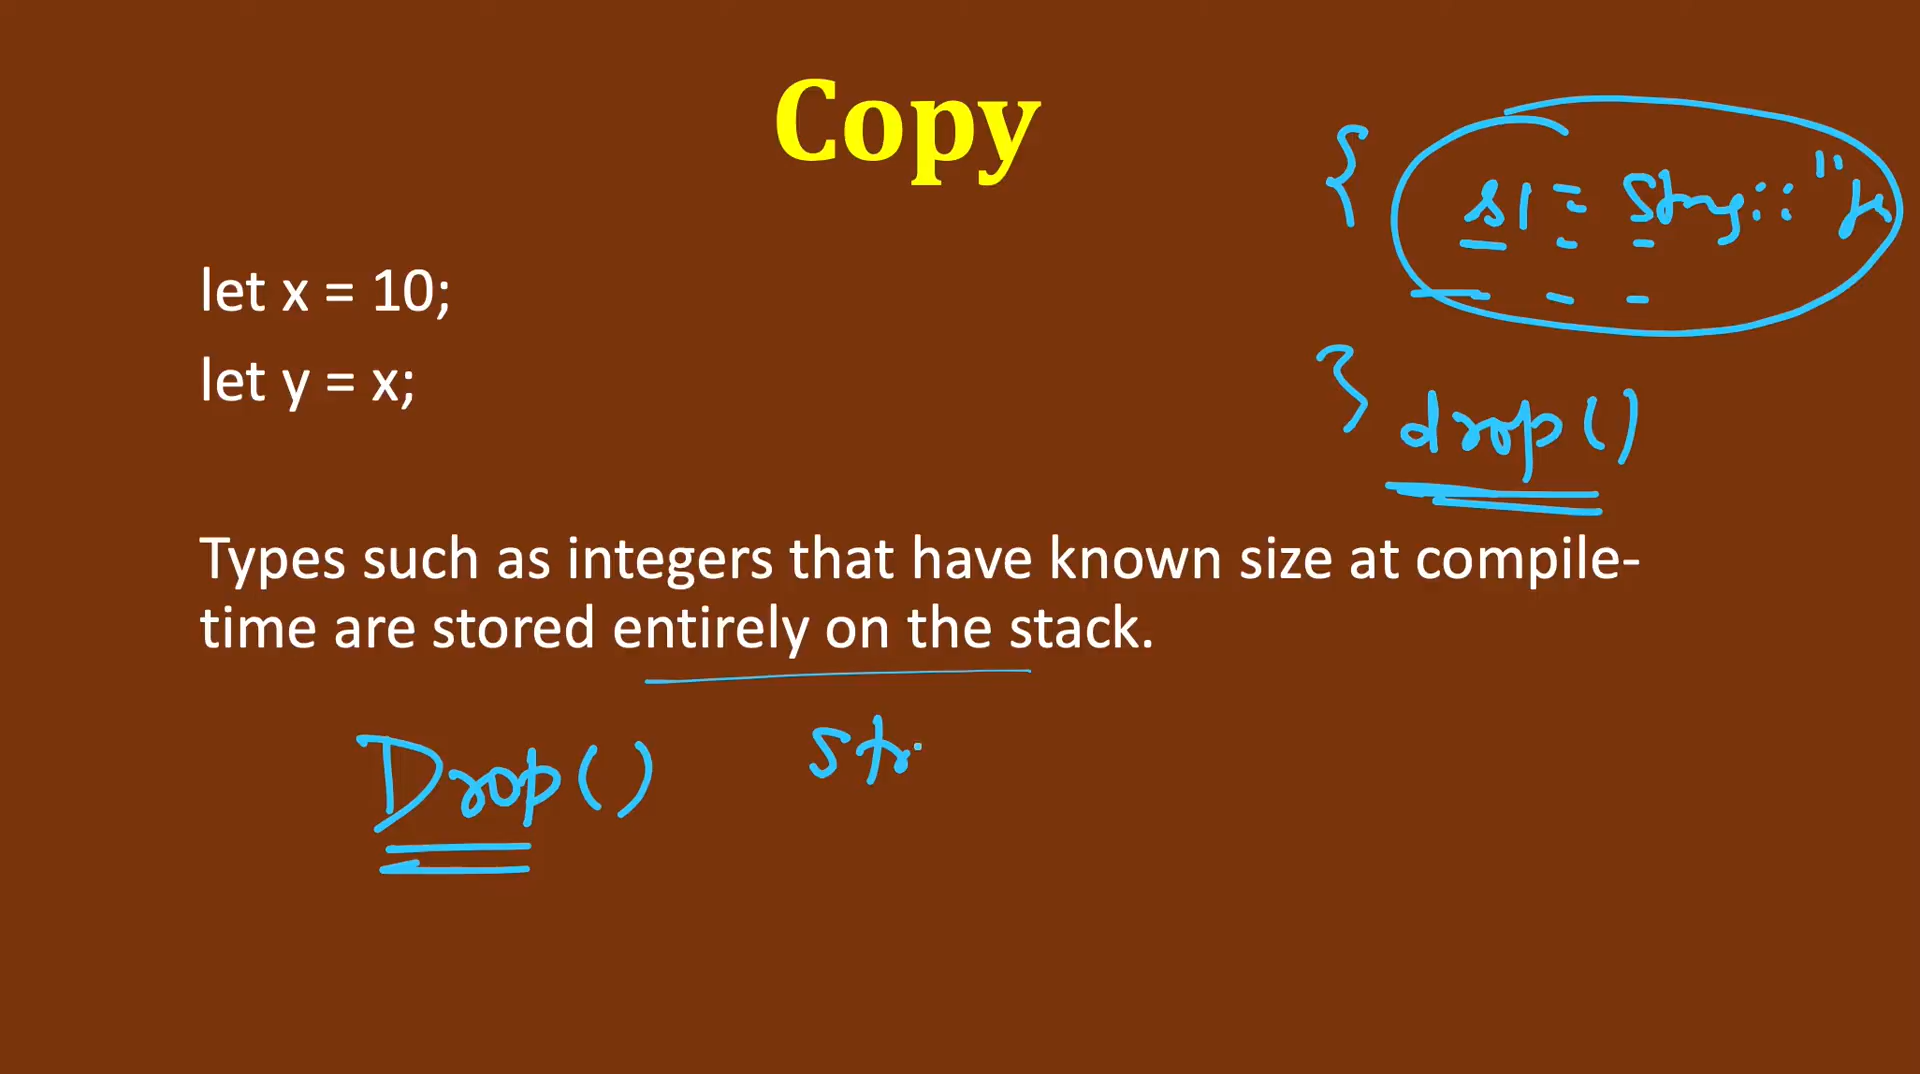 Copy
{
s1 = String:: "
let x = 10;
let y = x;
}
drop()
Types such as integers that have known size at compile-
time are stored entirely on the stack.
Drop() str